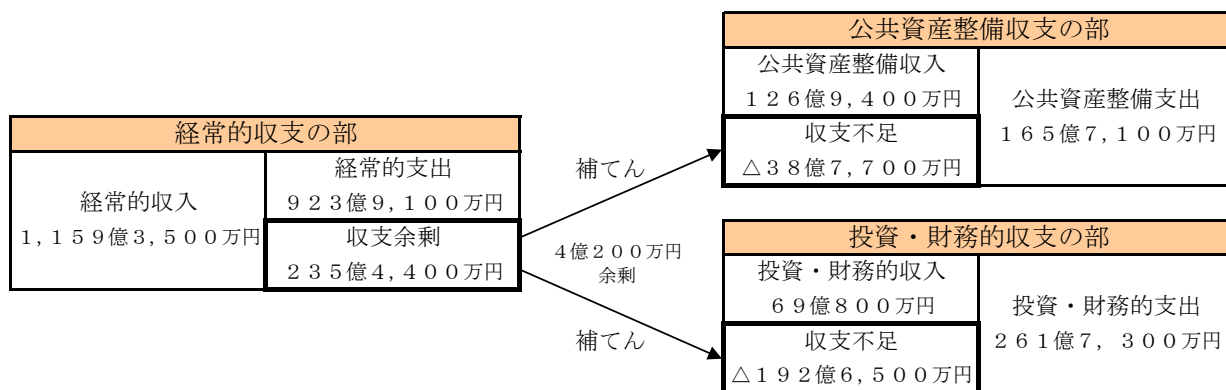 経常的収支の部
経常的収入
1,159億3,500万円
経常的支出
923億9,100万円
収支余剰
235億4,400万円
補てん
4億200万円
余剰
補てん
公共資産整備収支の部
公共資産整備収入
126億9,400万円
収支不足
△38億7,700万円
公共資産整備支出
165億7,100万円
投資・財務的収支の部
投資・財務的収入
69億800万円
収支不足
△192億6,500万円
投資・財務的支出
261億7,300万円